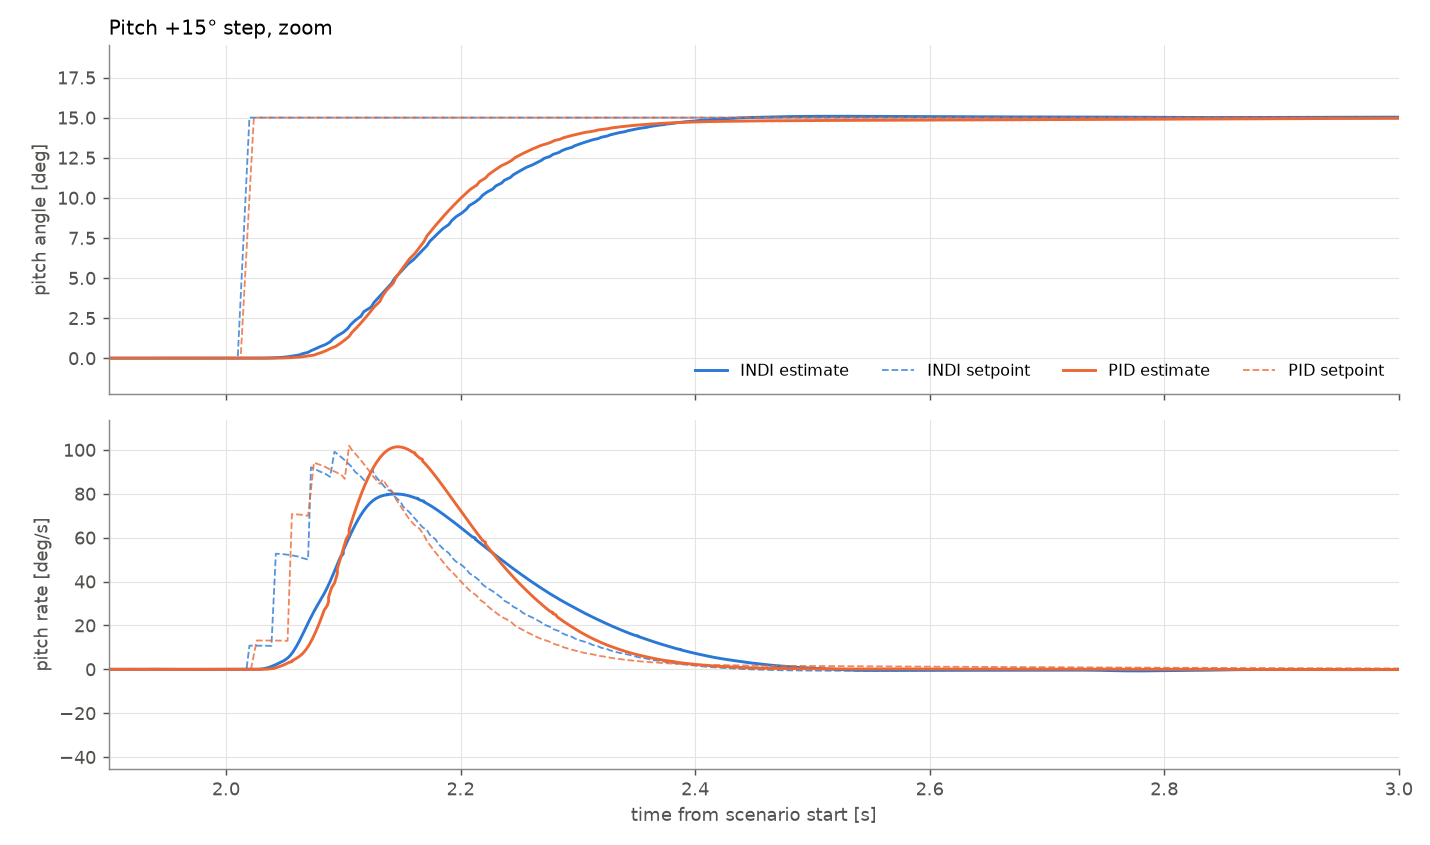 Pitch +15° step, zoom
pitch angle [deg]
17.5
15.0
12.5
10.0
7.5
5.0
2.5
0.0
INDI estimate INDI setpoint PID estimate PID setpoint
pitch rate [deg/s]
100
80
60
40
20
0
−20
−40
2.0 2.2 2.4 2.6 2.8 3.0
time from scenario start [s]